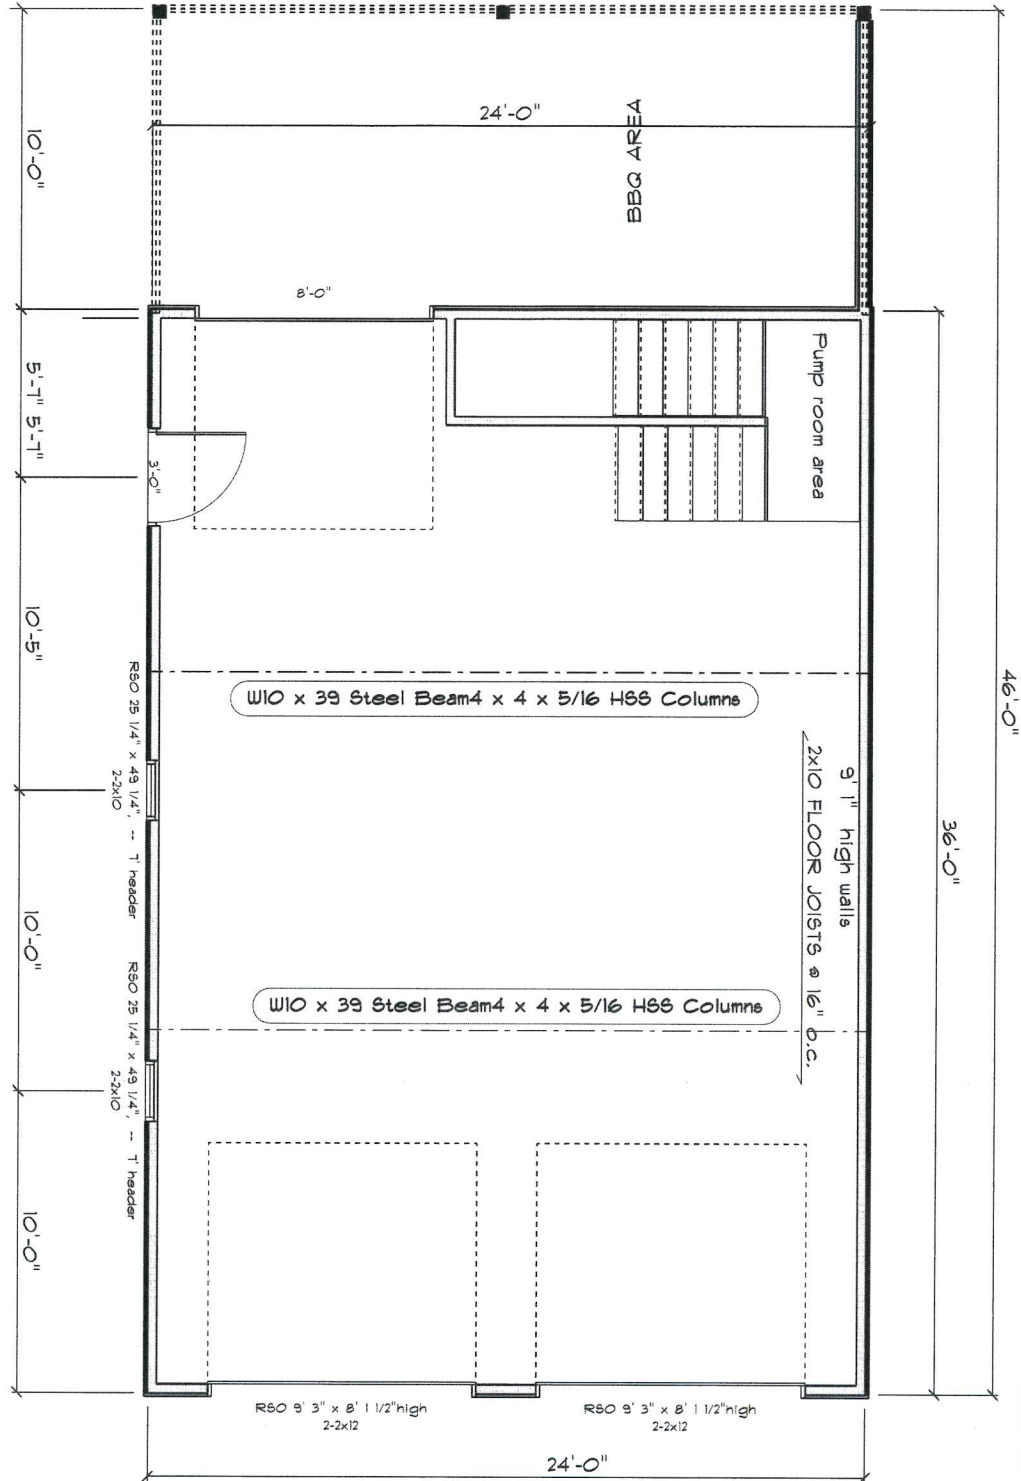 24'-0"
BBQ AREA
10'-0"
8'-0"
Pump room area
5'-7" 5'-7"
3'-0"
10'-5"
46'-0"
W10 x 39 Steel Beam4 x 4 x 5/16 HSS Columns
RSO 25 1/4" x 49 1/4", -- 7' header
2-2x10
9' 1" high walls
2x10 FLOOR JOISTS @ 16" O.C.
36'-0"
10'-0"
W10 x 39 Steel Beam4 x 4 x 5/16 HSS Columns
RSO 25 1/4" x 49 1/4", -- 7' header
2-2x10
10'-0"
RSO 9' 3" x 8' 1 1/2"high
2-2x12
RSO 9' 3" x 8' 1 1/2"high
2-2x12
24'-0"